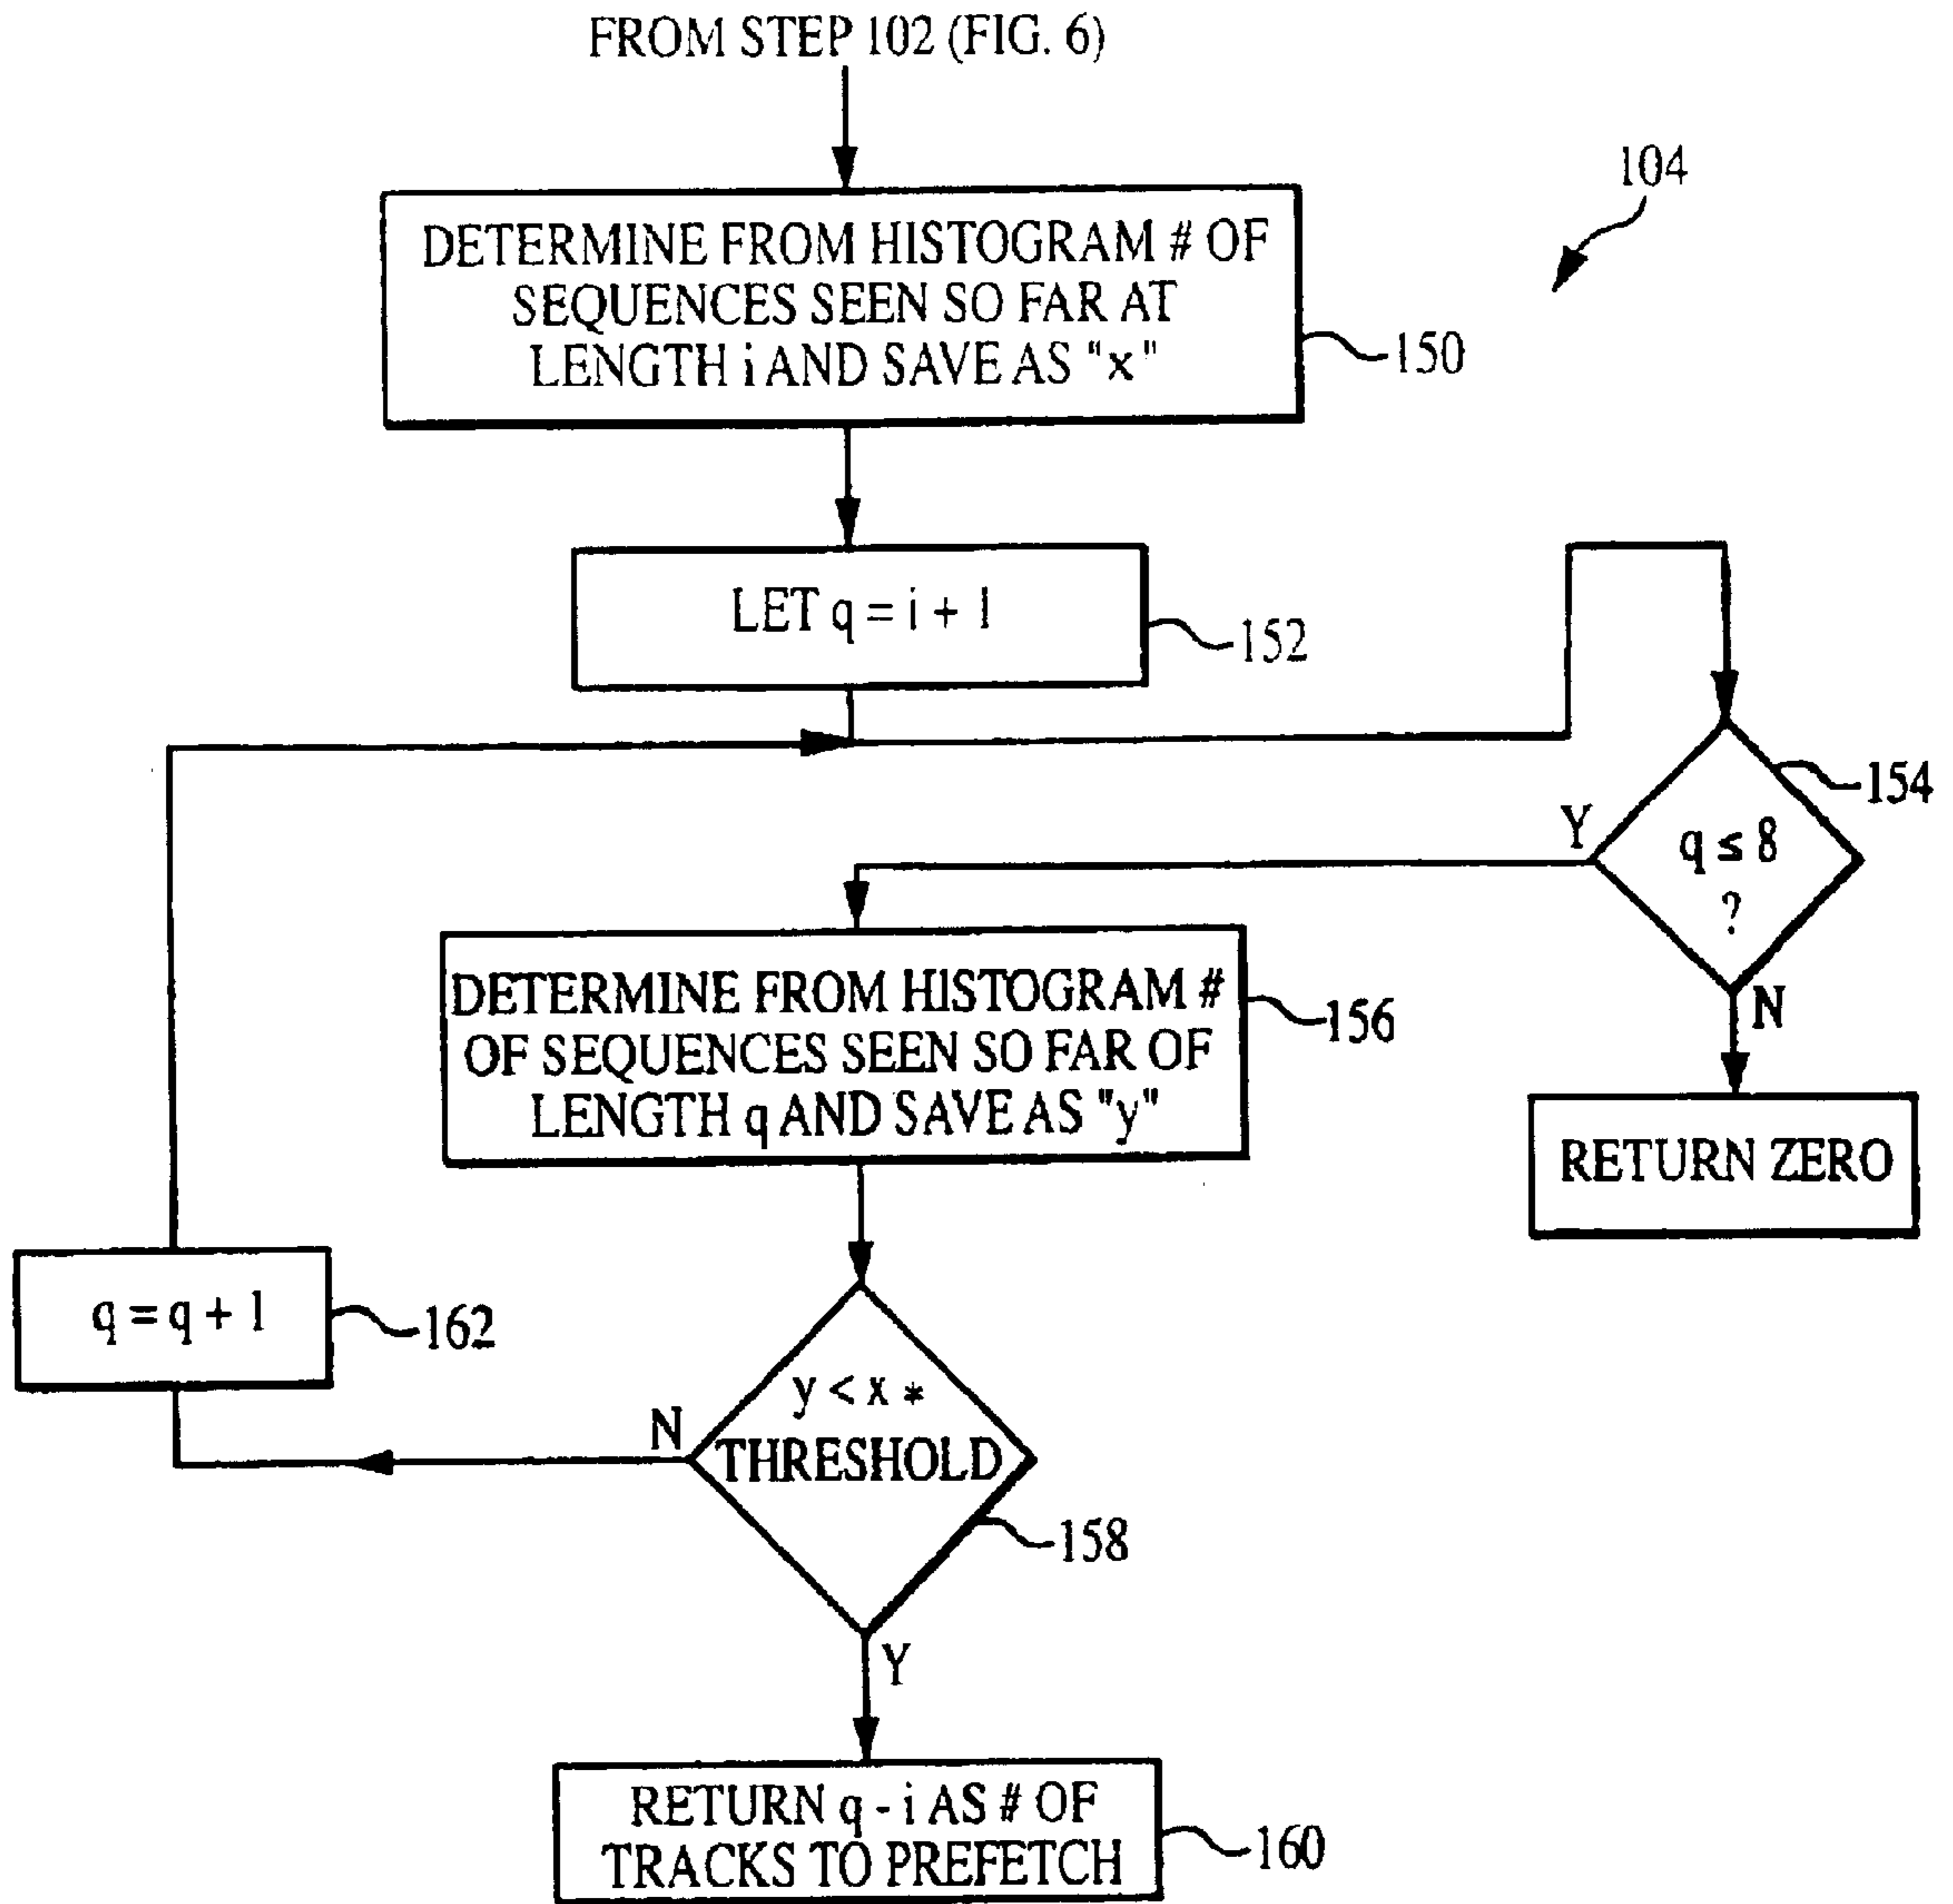 FROM STEP 102 (FIG. 6)
104
DETERMINE FROM HISTOGRAM # OF
SEQUENCES SEEN SO FAR AT
LENGTH i AND SAVE AS "x"
150
LET q = i + 1
152
154
Y
q ≤ 8
?
N
DETERMINE FROM HISTOGRAM #
OF SEQUENCES SEEN SO FAR OF
LENGTH q AND SAVE AS "y"
156
RETURN ZERO
q = q + 1
162
y < x *
THRESHOLD
N
158
Y
RETURN q - i AS # OF
TRACKS TO PREFETCH
160